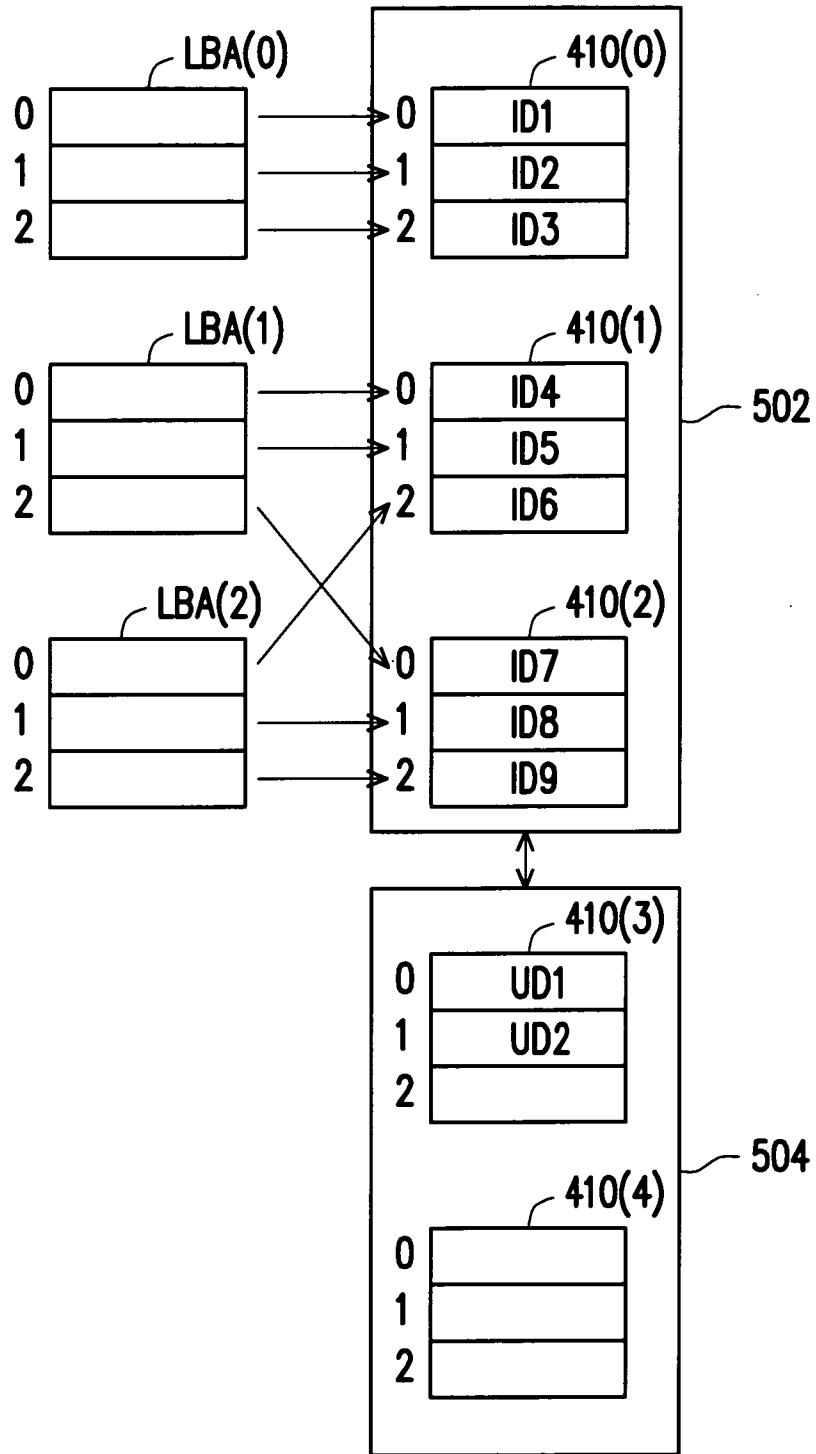 LBA(0)
410(0)
0 0 ID1
1 1 ID2
2 2 ID3
LBA(1)
410(1)
0 0 ID4
1 1 ID5
2 2 ID6
502
LBA(2)
410(2)
0 0 ID7
1 1 ID8
2 2 ID9
410(3)
0 UD1
1 UD2
2
504
410(4)
0
1
2